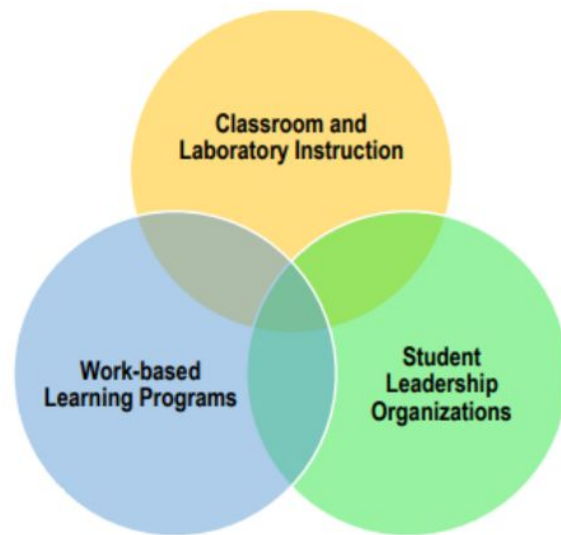 Classroom and
Laboratory Instruction
Work-based
Learning Programs
Student
Leadership
Organizations